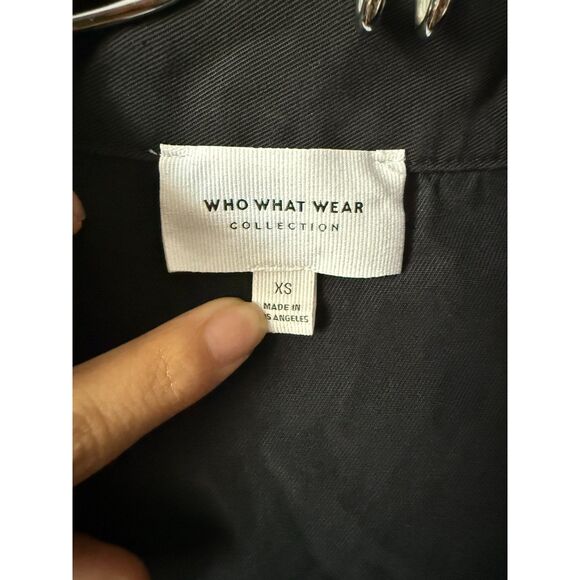 WHO WHAT WEAR
COLLECTION
XS
MADE IN
S ANGELES